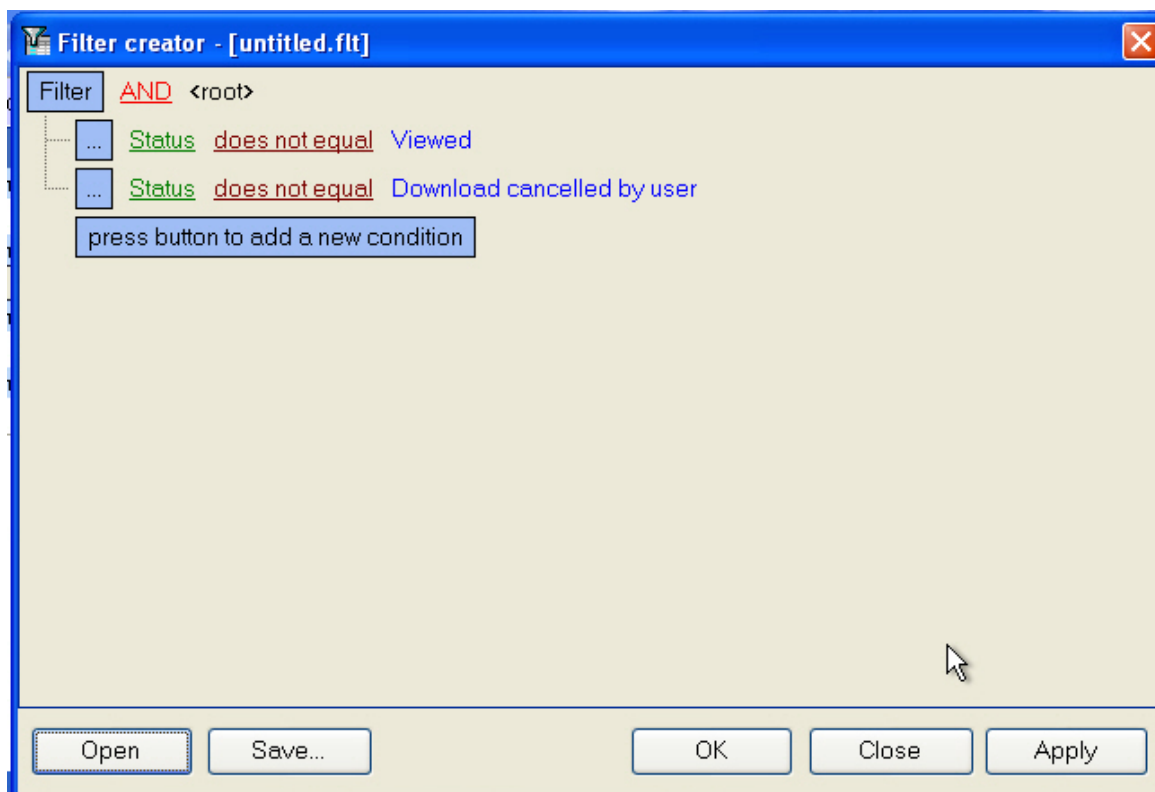 Filter creator - [untitled.flt]
Filter AND <root>
... Status does not equal Viewed
... Status does not equal Download cancelled by user
press button to add a new condition
Open Save... OK Close Apply